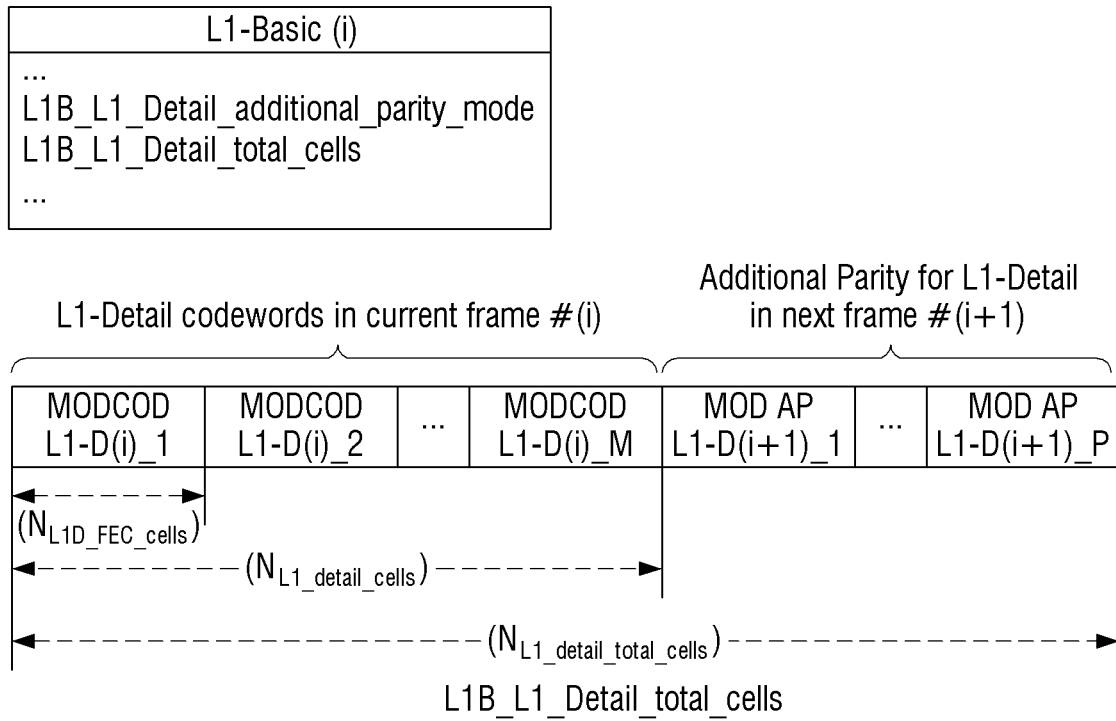 L1-Basic (i)
...
L1B_L1_Detail_additional_parity_mode
L1B_L1_Detail_total_cells
...
Additional Parity for L1-Detail
L1-Detail codewords in current frame #(i)
in next frame #(i+1)
MODCOD MODCOD ... MODCOD MOD AP ... MOD AP
L1-D(i)_1 L1-D(i)_2 L1-D(i)_M L1-D(i+1)_1 L1-D(i+1)_P
(NL1D_FEC_cells)
(NL1_detail_cells)
(NL1_detail_total_cells)
L1B_L1_Detail_total_cells